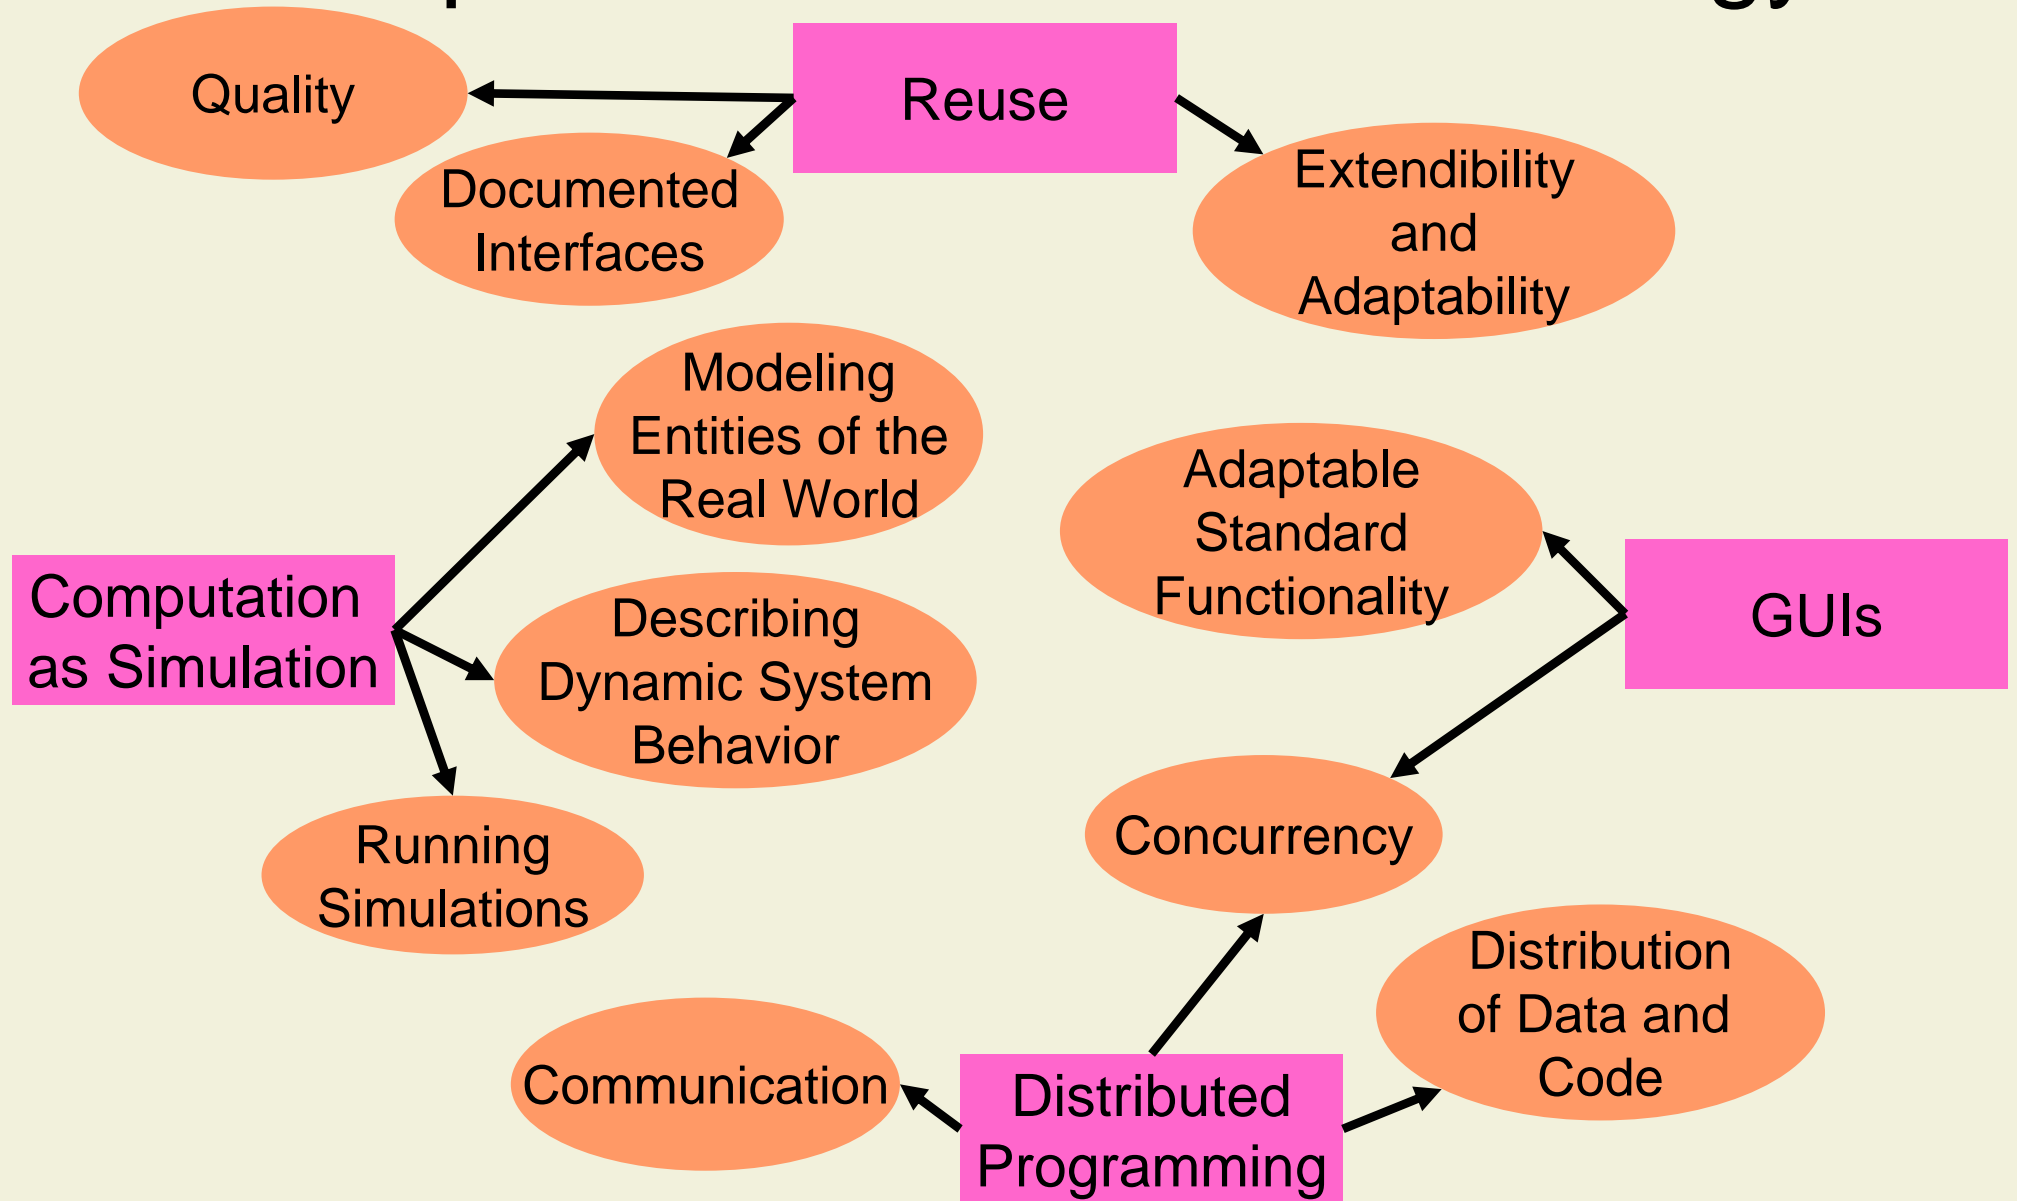 Quality
Reuse
Documented
Interfaces
Extendibility
and
Adaptability
Modeling
Entities of the
Real World
Adaptable
Standard
Functionality
Computation
as Simulation
GUIs
Describing
Dynamic System
Behavior
Running
Simulations
Concurrency
Distribution
of Data and
Code
Communication
Distributed
Programming